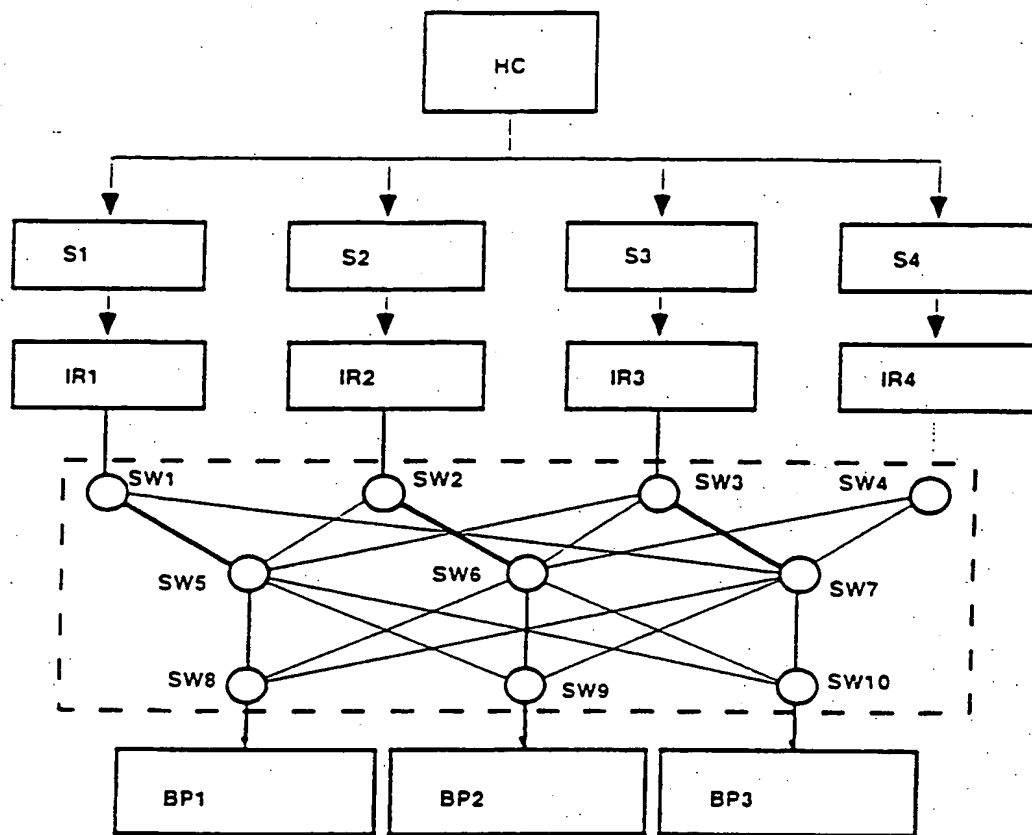 HC
S1 S2 S3 S4
IR1 IR2 IR3 IR4
SW1 SW2 SW3 SW4
SW5 SW6 SW7
SW8 SW9 SW10
BP1 BP2 BP3